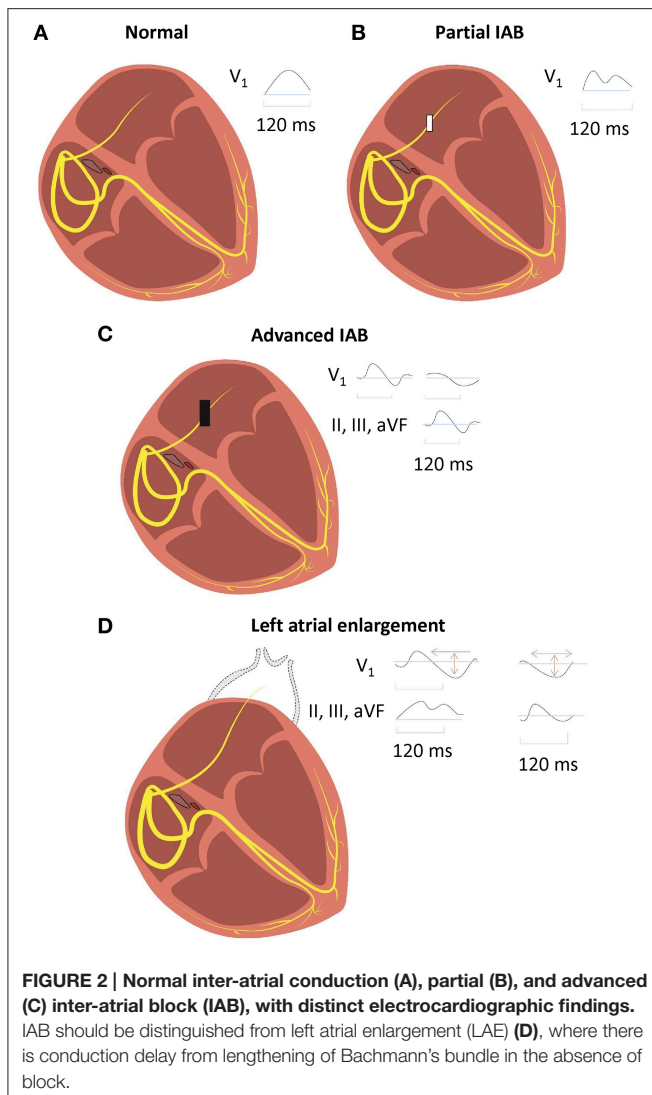 A Normal
V1
120 ms
B Partial IAB
V1
120 ms
C Advanced IAB
V1
II, III, aVF
120 ms
D Left atrial enlargement
V1
II, III, aVF
120 ms 120 ms
FIGURE 2 | Normal inter-atrial conduction (A), partial (B), and advanced
(C) inter-atrial block (IAB), with distinct electrocardiographic findings.
IAB should be distinguished from left atrial enlargement (LAE) (D), where there
is conduction delay from lengthening of Bachmann’s bundle in the absence of
block.